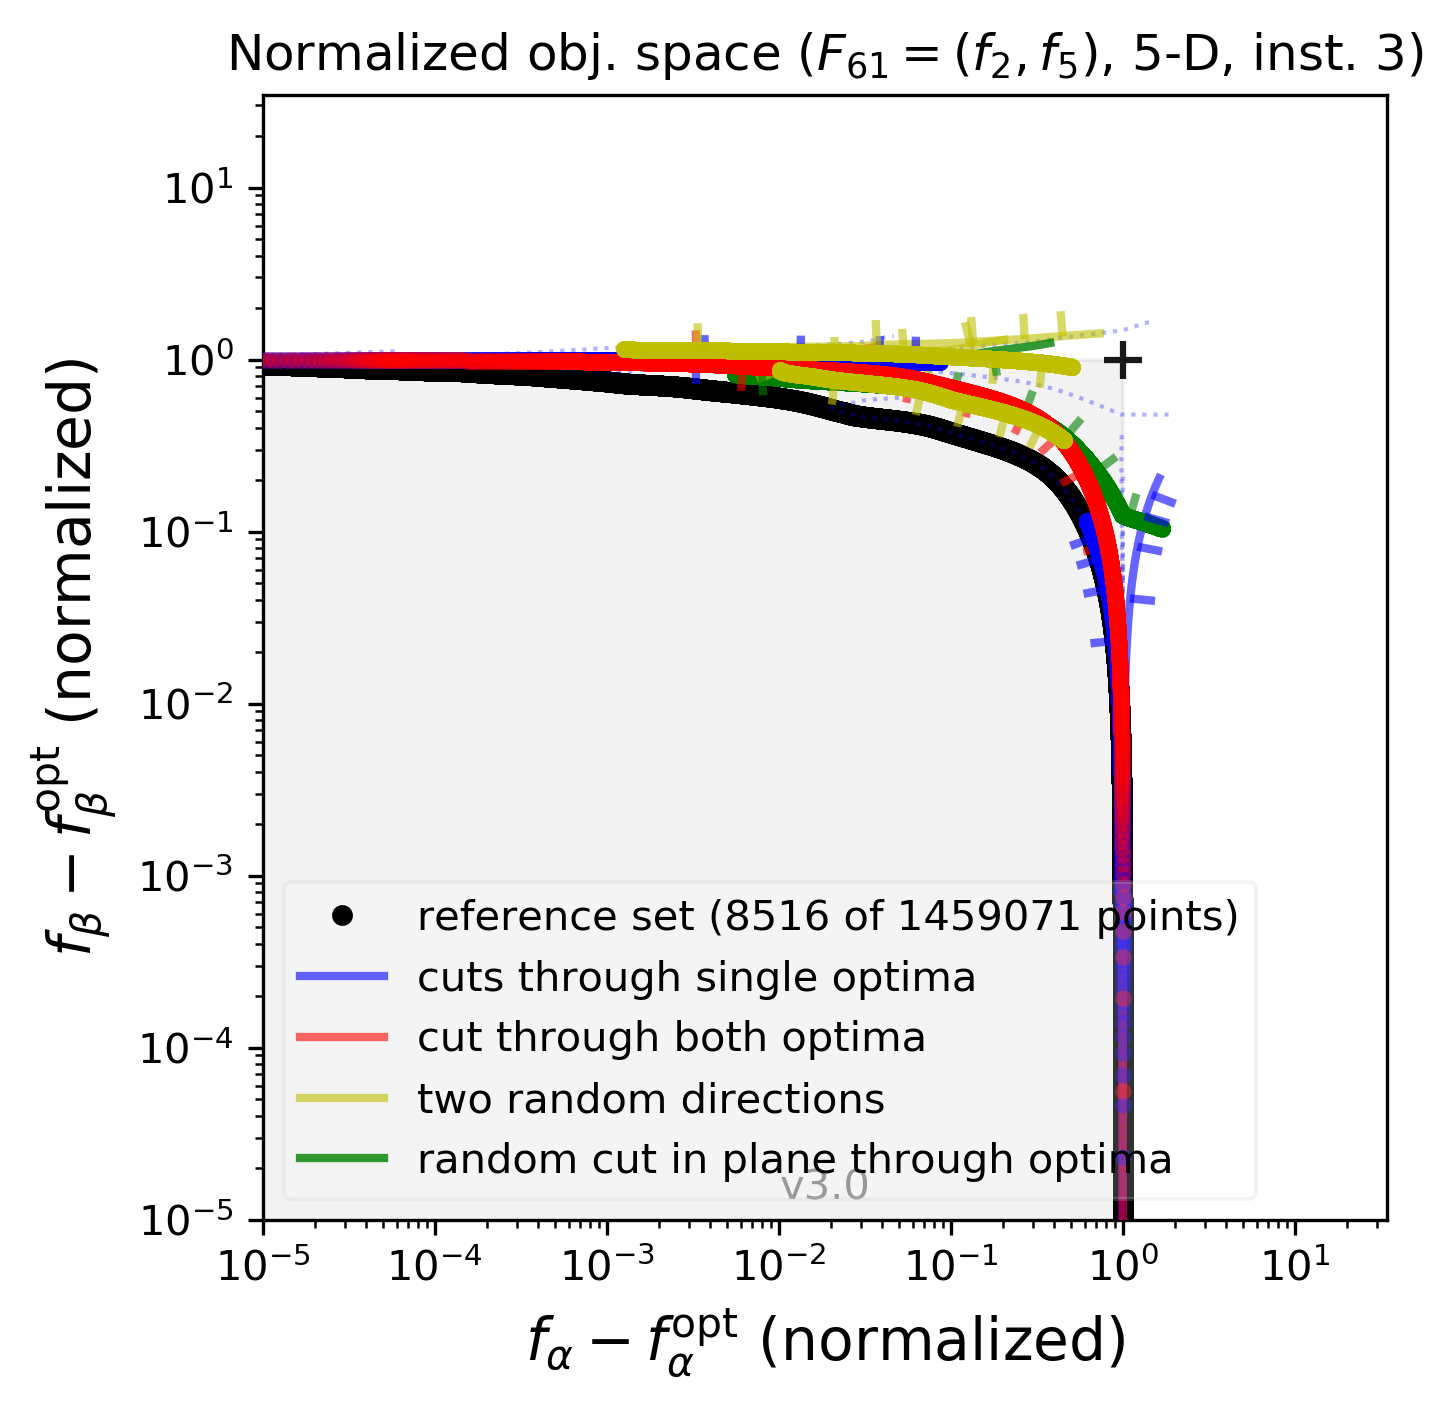 Normalized obj. space (F₆₁ = (f₂, f₅), 5-D, inst. 3)
10¹
10⁰
10⁻¹
10⁻²
10⁻³
10⁻⁴
10⁻⁵
f_β − f_β^opt (normalized)
reference set (8516 of 1459071 points)
cuts through single optima
cut through both optima
two random directions
random cut in plane through optima
v3.0
10⁻⁵ 10⁻⁴ 10⁻³ 10⁻² 10⁻¹ 10⁰ 10¹
f_α − f_α^opt (normalized)